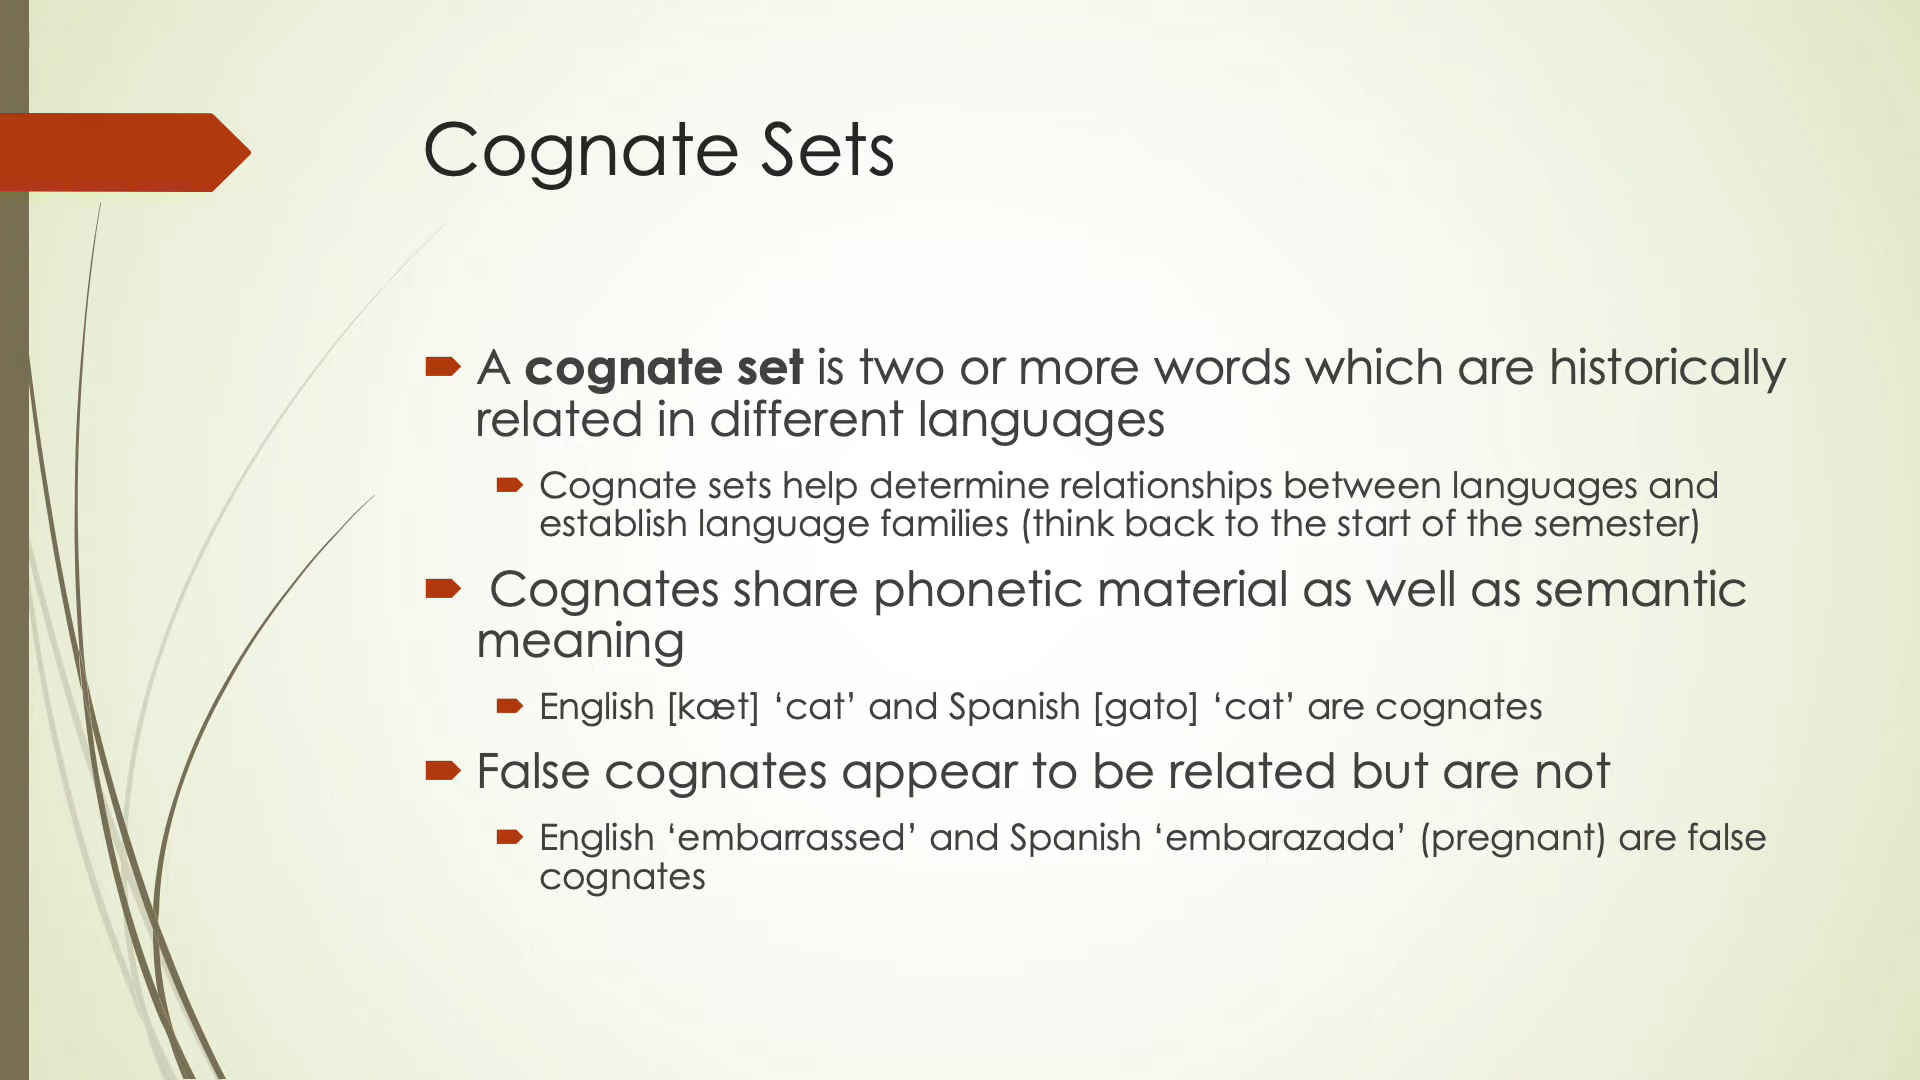 Cognate Sets
A cognate set is two or more words which are historically
related in different languages
Cognate sets help determine relationships between languages and
establish language families (think back to the start of the semester)
Cognates share phonetic material as well as semantic
meaning
English [kæt] ‘cat’ and Spanish [gato] ‘cat’ are cognates
False cognates appear to be related but are not
English ‘embarrassed’ and Spanish ‘embarazada’ (pregnant) are false
cognates